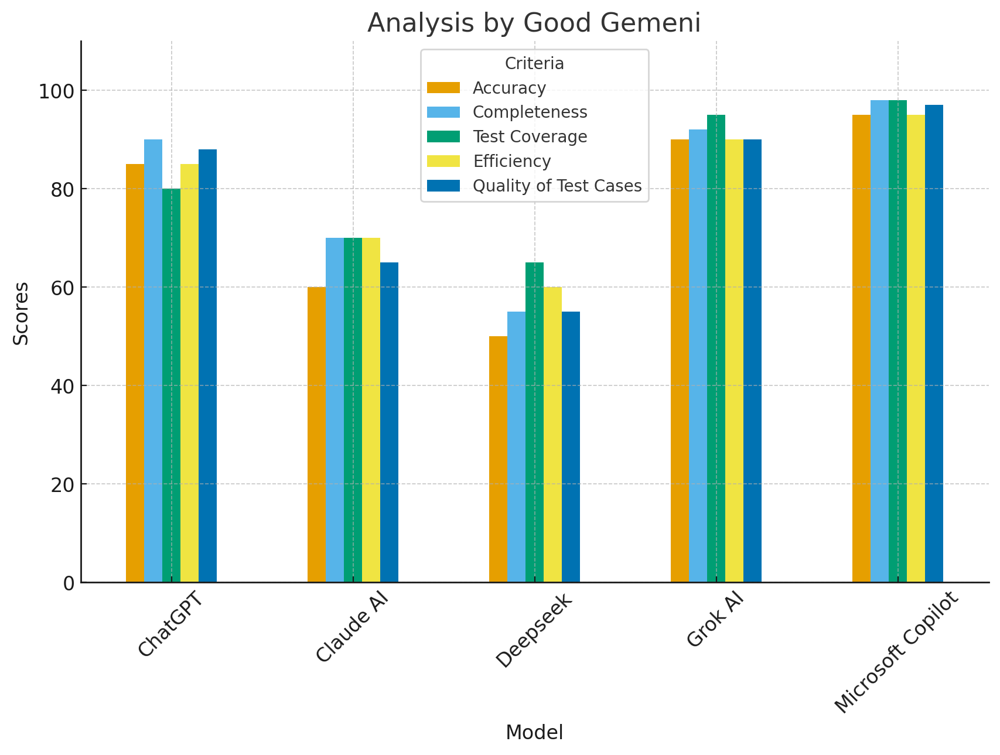 Analysis by Good Gemeni
Criteria
Accuracy
Completeness
Test Coverage
Efficiency
Quality of Test Cases
Scores
100
80
60
40
20
0
ChatGPT
Claude AI
Deepseek
Grok AI
Microsoft Copilot
Model